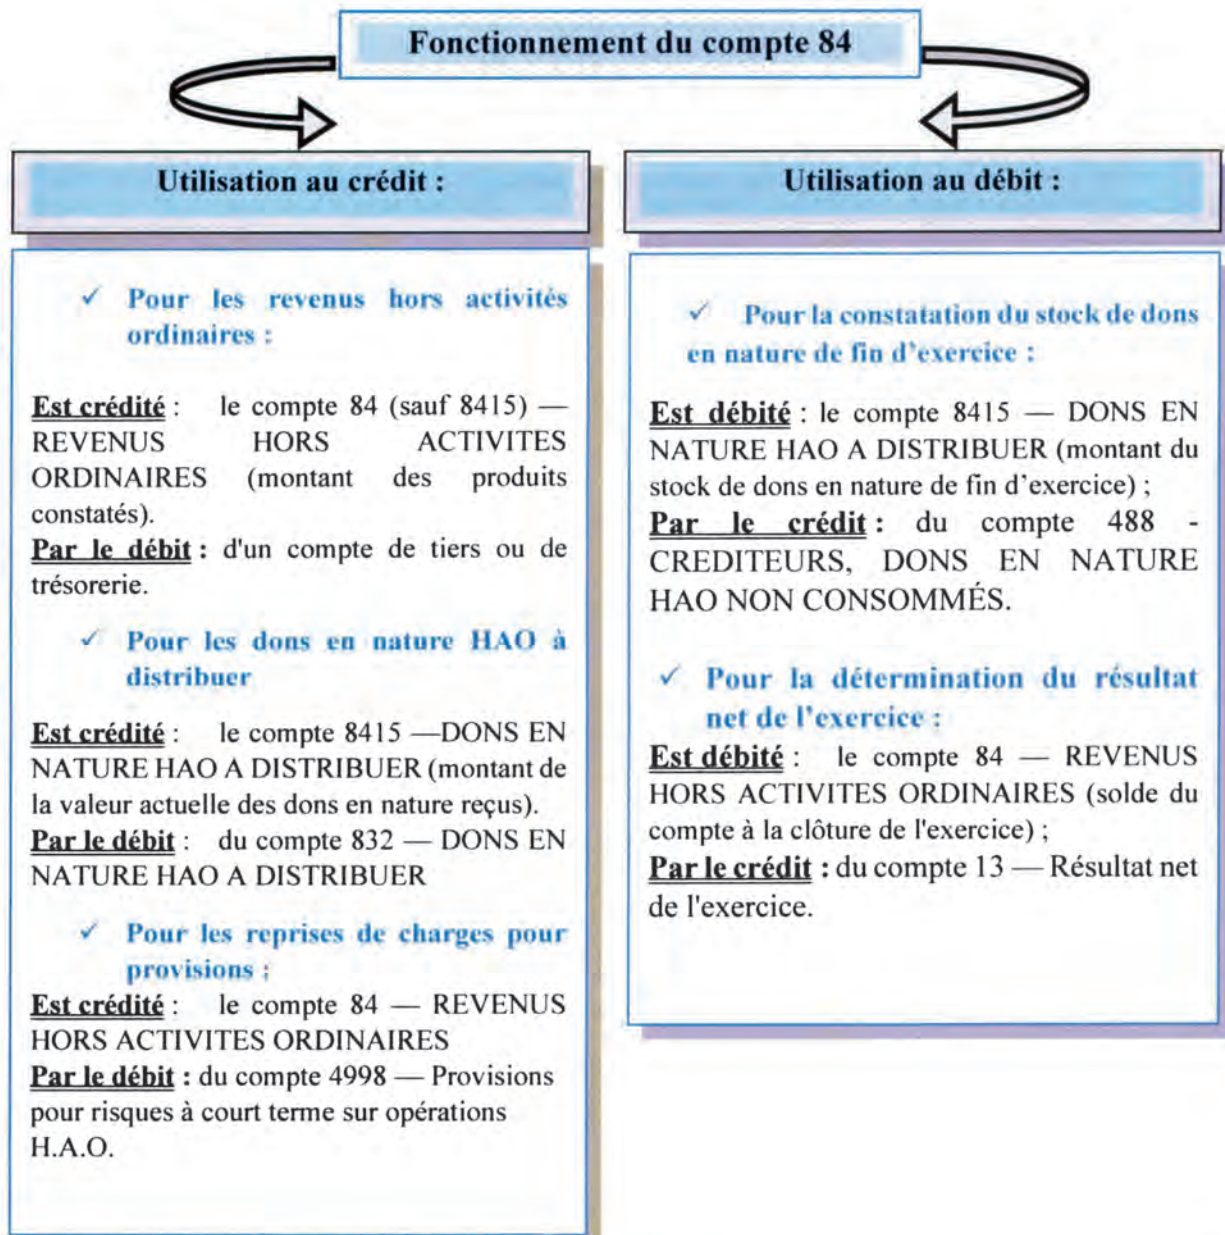 Fonctionnement du compte 84
Utilisation au crédit :
✓ Pour les revenus hors activités
ordinaires :
Est crédité : le compte 84 (sauf 8415) —
REVENUS HORS ACTIVITES
ORDINAIRES (montant des produits
constatés).
Par le débit : d'un compte de tiers ou de
trésorerie.
✓ Pour les dons en nature HAO à
distribuer
Est crédité : le compte 8415 —DONS EN
NATURE HAO A DISTRIBUER (montant de
la valeur actuelle des dons en nature reçus).
Par le débit : du compte 832 — DONS EN
NATURE HAO A DISTRIBUER
✓ Pour les reprises de charges pour
provisions :
Est crédité : le compte 84 — REVENUS
HORS ACTIVITES ORDINAIRES
Par le débit : du compte 4998 — Provisions
pour risques à court terme sur opérations
H.A.O.
Utilisation au débit :
✓ Pour la constatation du stock de dons
en nature de fin d’exercice :
Est débité : le compte 8415 — DONS EN
NATURE HAO A DISTRIBUER (montant du
stock de dons en nature de fin d’exercice) ;
Par le crédit : du compte 488 -
CREDITEURS, DONS EN NATURE
HAO NON CONSOMMÉS.
✓ Pour la détermination du résultat
net de l’exercice :
Est débité : le compte 84 — REVENUS
HORS ACTIVITES ORDINAIRES (solde du
compte à la clôture de l'exercice) ;
Par le crédit : du compte 13 — Résultat net
de l'exercice.